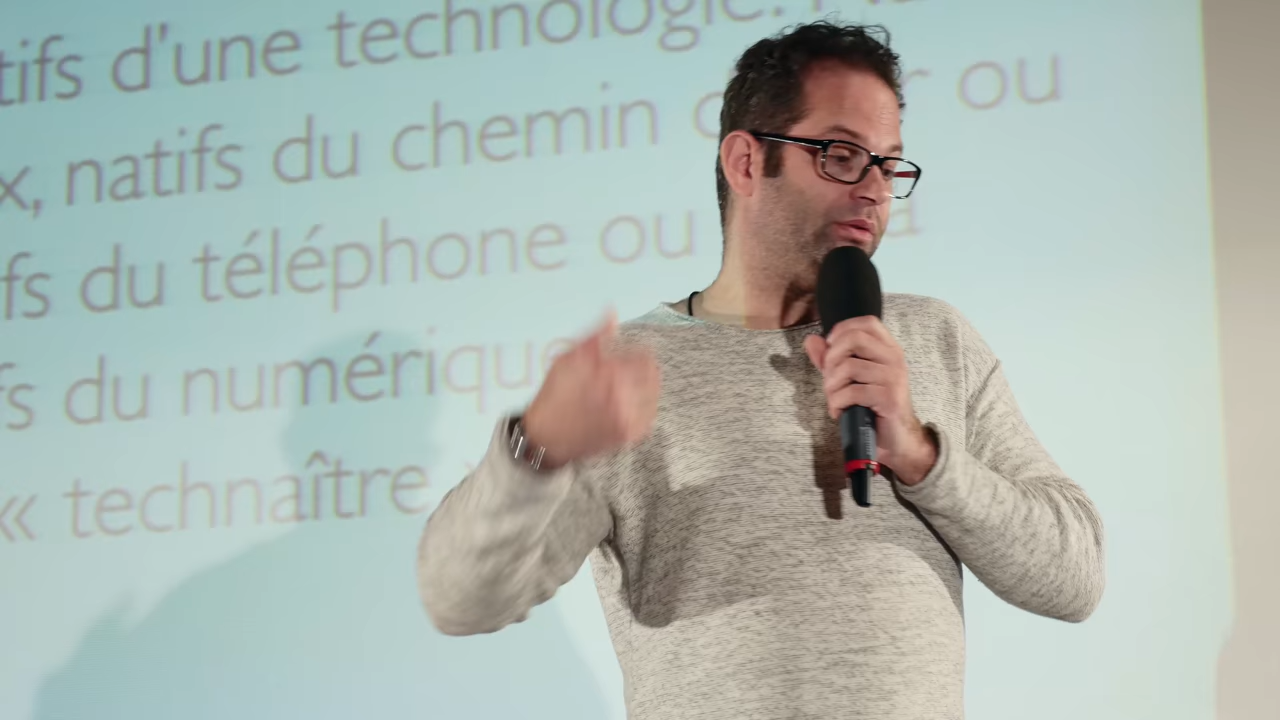 tifs d'une technologie.
x, natifs du chemin ou
fs du téléphone ou
fs du numérique
« technaître